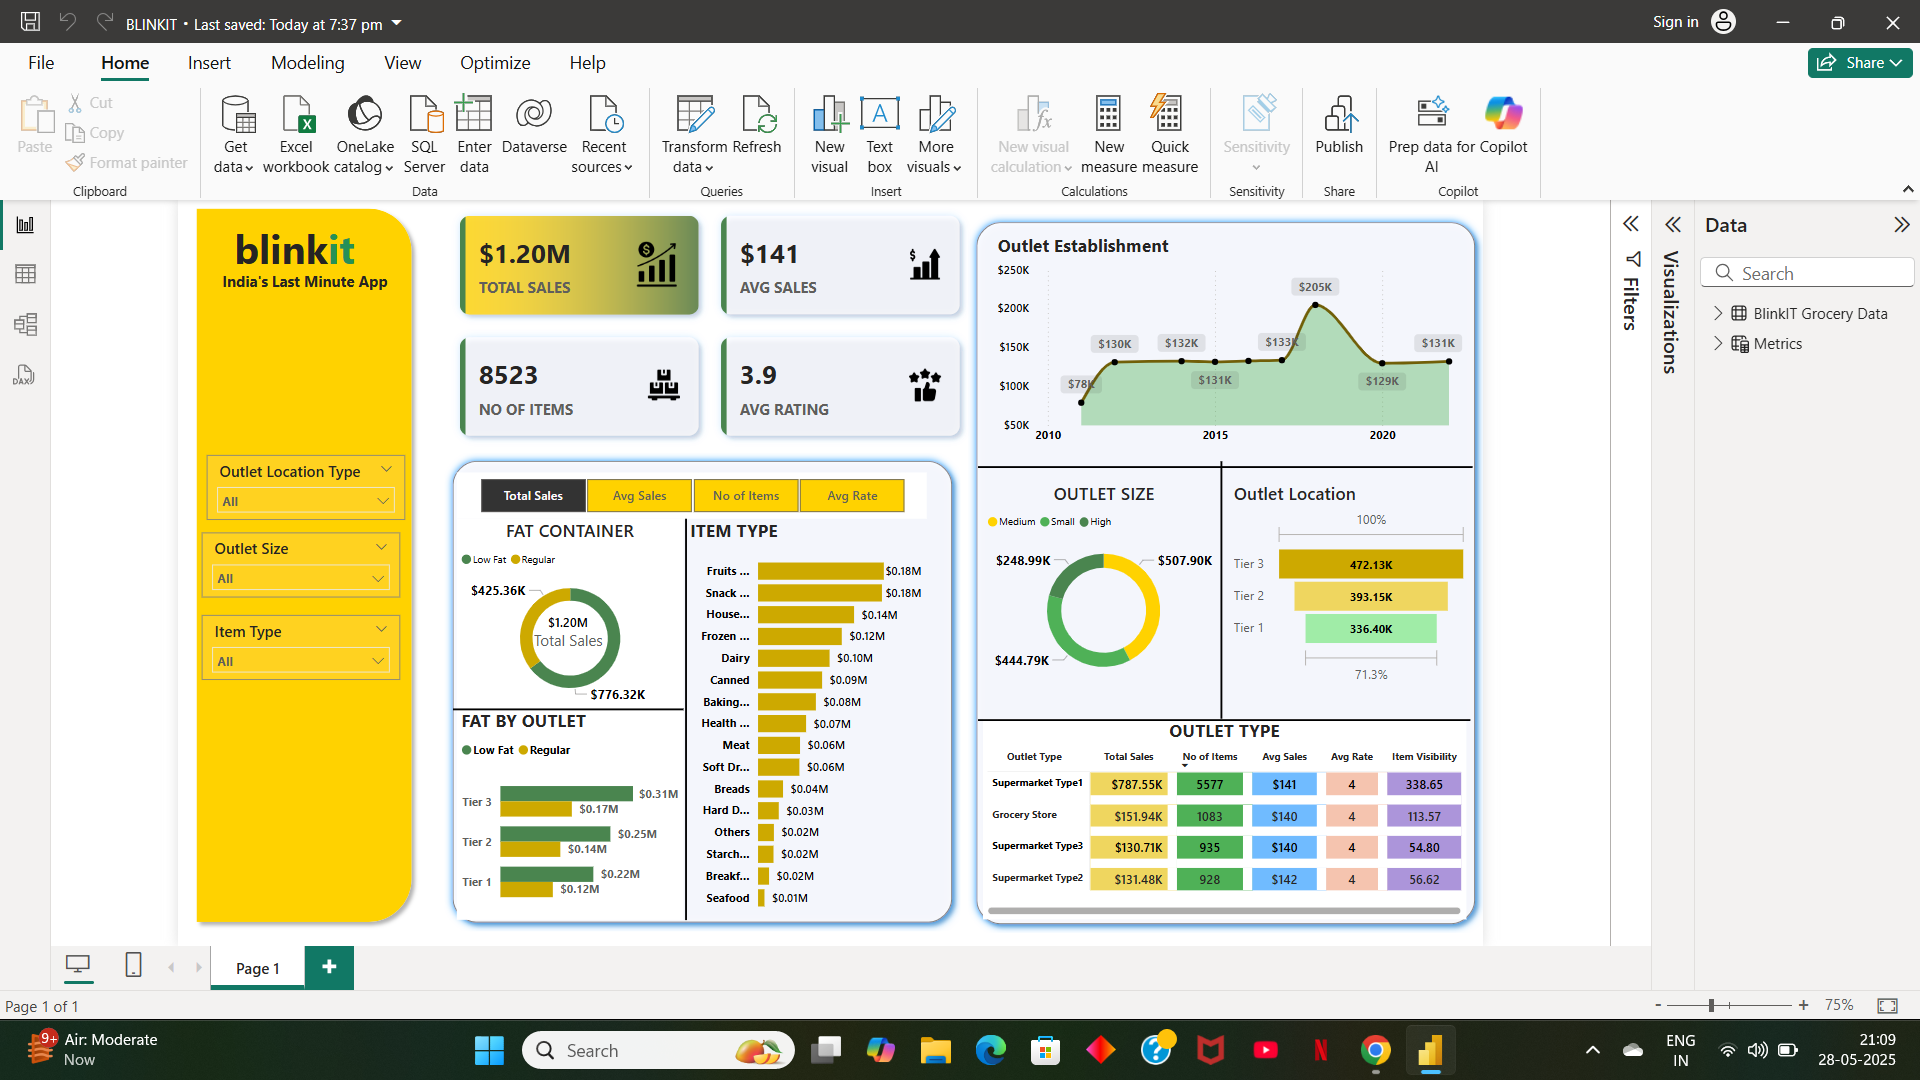 BLINKIT • Last saved: Today at 7:37 pm
Sign in
File Home Insert Modeling View Optimize Help
Share
Paste
Cut
Copy
Format painter
Clipboard
Get data
Excel workbook
OneLake catalog
SQL Server
Enter data
Dataverse
Recent sources
Data
Transform data
Refresh
Queries
New visual
Text box
More visuals
Insert
New visual calculation
New measure
Quick measure
Calculations
Sensitivity
Sensitivity
Publish
Share
Prep data for AI
Copilot
Copilot
blinkit
India's Last Minute App
Outlet Location Type
All
Outlet Size
All
Item Type
All
$1.20M
TOTAL SALES
$141
AVG SALES
8523
NO OF ITEMS
3.9
AVG RATING
Total Sales Avg Sales No of Items Avg Rate
FAT CONTAINER
Low Fat Regular
$425.36K
$1.20M
Total Sales
$776.32K
FAT BY OUTLET
Low Fat Regular
Tier 3 $0.31M
$0.17M
Tier 2 $0.25M
$0.14M
Tier 1 $0.22M
$0.12M
ITEM TYPE
Fruits ... $0.18M
Snack ... $0.18M
House... $0.14M
Frozen ... $0.12M
Dairy $0.10M
Canned $0.09M
Baking... $0.08M
Health ... $0.07M
Meat $0.06M
Soft Dr... $0.06M
Breads $0.04M
Hard D... $0.03M
Others $0.02M
Starch... $0.02M
Breakf... $0.02M
Seafood $0.01M
Outlet Establishment
$250K
$200K
$150K
$100K
$50K
$78K
$130K
$132K
$131K
$133K
$205K
$129K
$131K
2010 2015 2020
OUTLET SIZE
Medium Small High
$248.99K
$507.90K
$444.79K
Outlet Location
100%
Tier 3 472.13K
Tier 2 393.15K
Tier 1 336.40K
71.3%
OUTLET TYPE
Outlet Type Total Sales No of Items Avg Sales Avg Rate Item Visibility
Supermarket Type1 $787.55K 5577 $141 4 338.65
Grocery Store $151.94K 1083 $140 4 113.57
Supermarket Type3 $130.71K 935 $140 4 54.80
Supermarket Type2 $131.48K 928 $142 4 56.62
Filters
Visualizations
Data
Search
BlinkIT Grocery Data
Metrics
Page 1
Page 1 of 1
- + 75%
9+
Air: Moderate
Now
Search
ENG
IN
21:09
28-05-2025